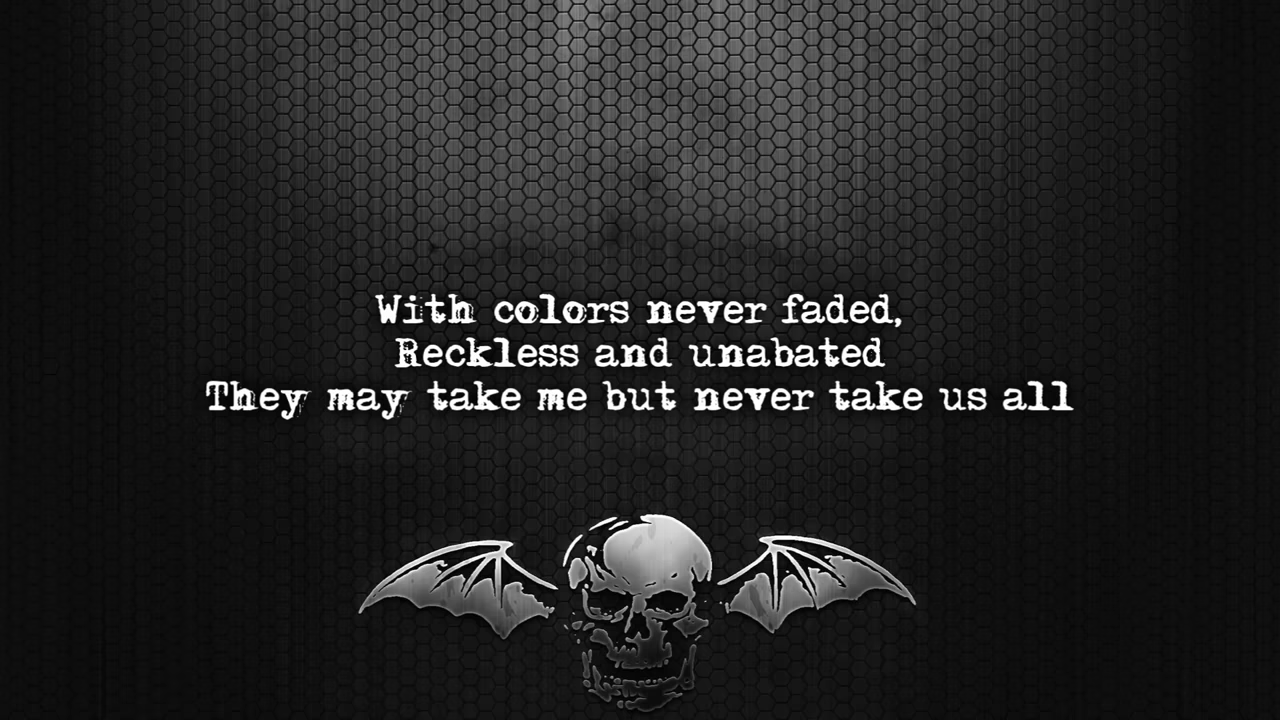 With colors never faded,
Reckless and unabated
They may take me but never take us all